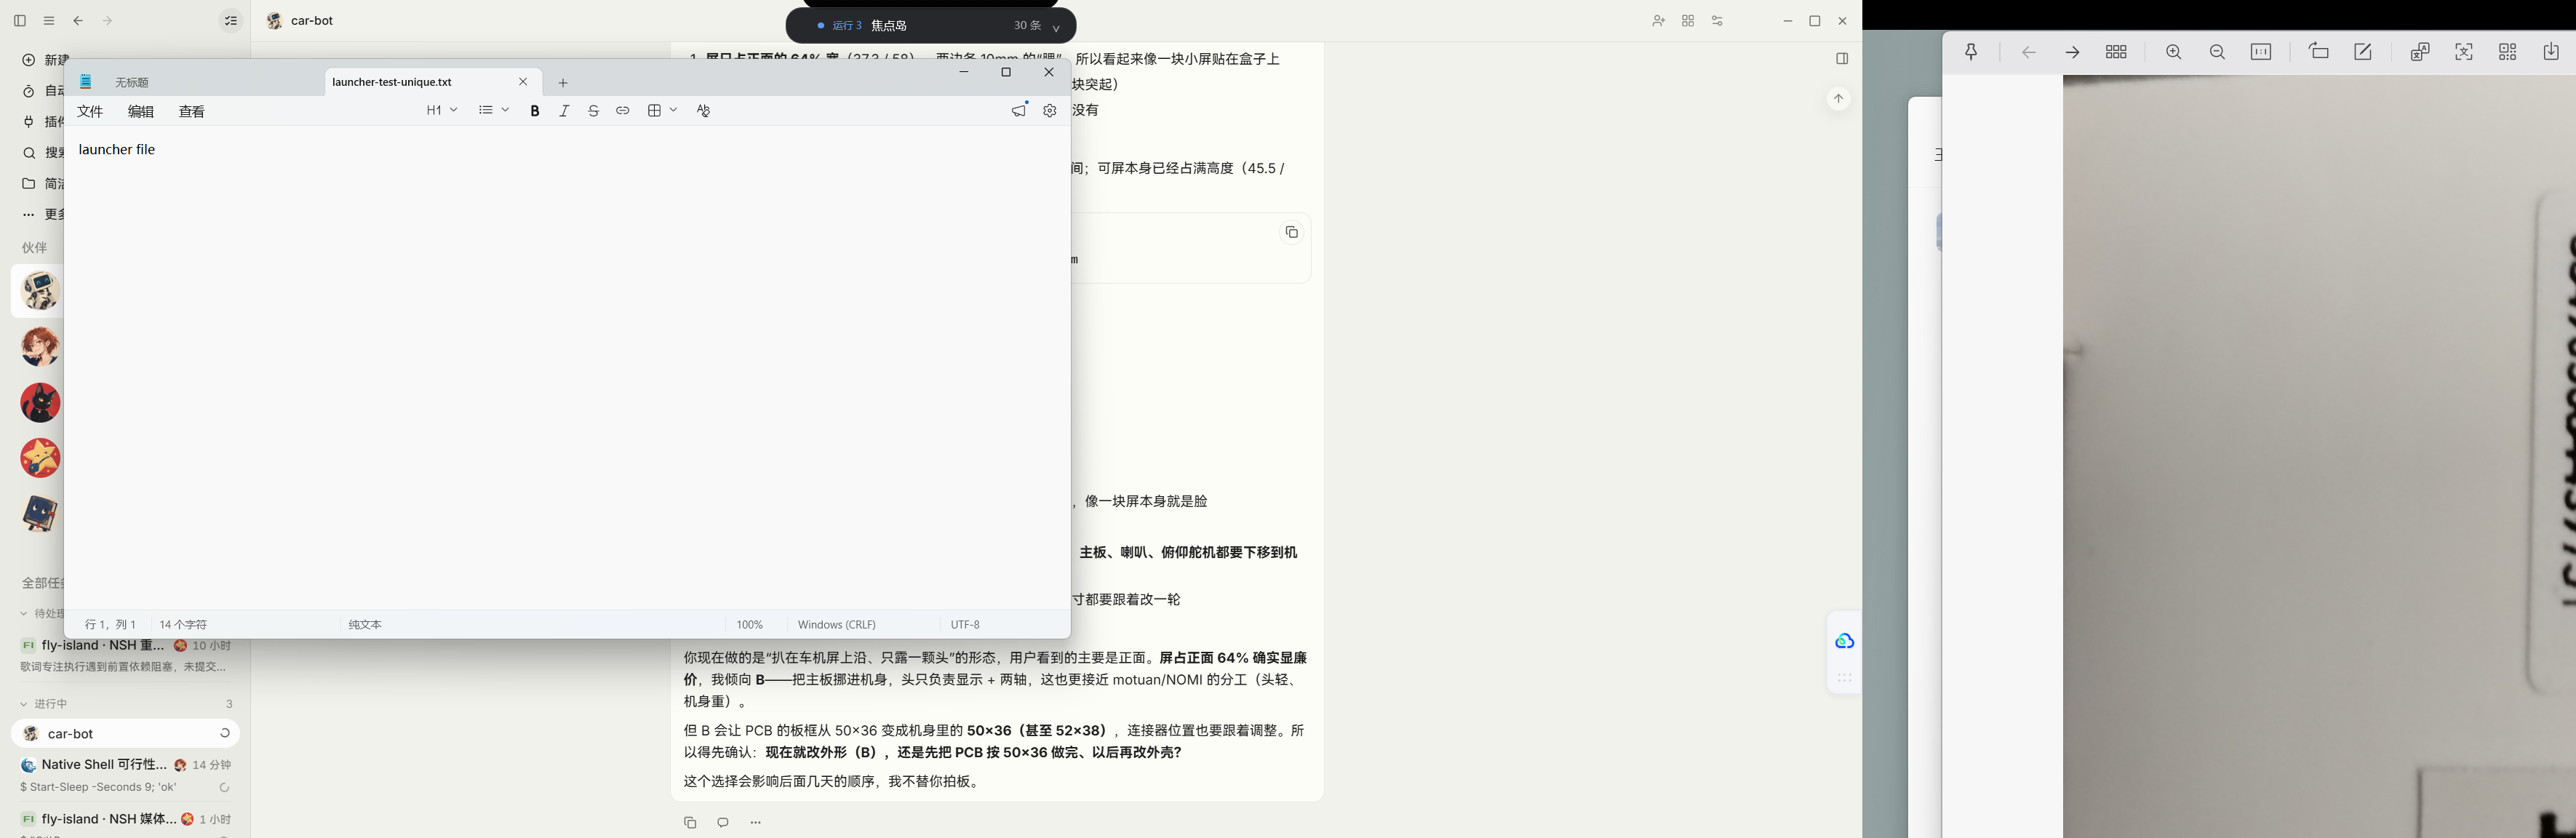 car-bot
运行 3 焦点岛 30 条
新建
自动
插件
搜索
简洁
更多
伙伴
全部任务
待处理
fly-island · NSH 重... 10 小时
歌词专注执行遇到前置依赖阻塞，未提交...
进行中 3
car-bot
Native Shell 可行性... 14 分钟
$ Start-Sleep -Seconds 9; 'ok'
fly-island · NSH 媒体... 1 小时
无标题
launcher-test-unique.txt
文件 编辑 查看
H1
launcher file
行 1，列 1
14 个字符
纯文本
100%
Windows (CRLF)
UTF-8
所以看起来像一块小屏贴在盒子上
块突起）
没有
间；可屏本身已经占满高度（45.5 /
m
，像一块屏本身就是脸
主板、喇叭、俯仰舵机都要下移到机
寸都要跟着改一轮
你现在做的是“扒在车机屏上沿、只露一颗头”的形态，用户看到的主要是正面。屏占正面 64% 确实显廉
价，我倾向 B——把主板挪进机身，头只负责显示 + 两轴，这也更接近 motuan/NOMI 的分工（头轻、
机身重）。
但 B 会让 PCB 的板框从 50×36 变成机身里的 50×36（甚至 52×38），连接器位置也要跟着调整。所
以得先确认：现在就改外形（B），还是先把 PCB 按 50×36 做完、以后再改外壳？
这个选择会影响后面几天的顺序，我不替你拍板。